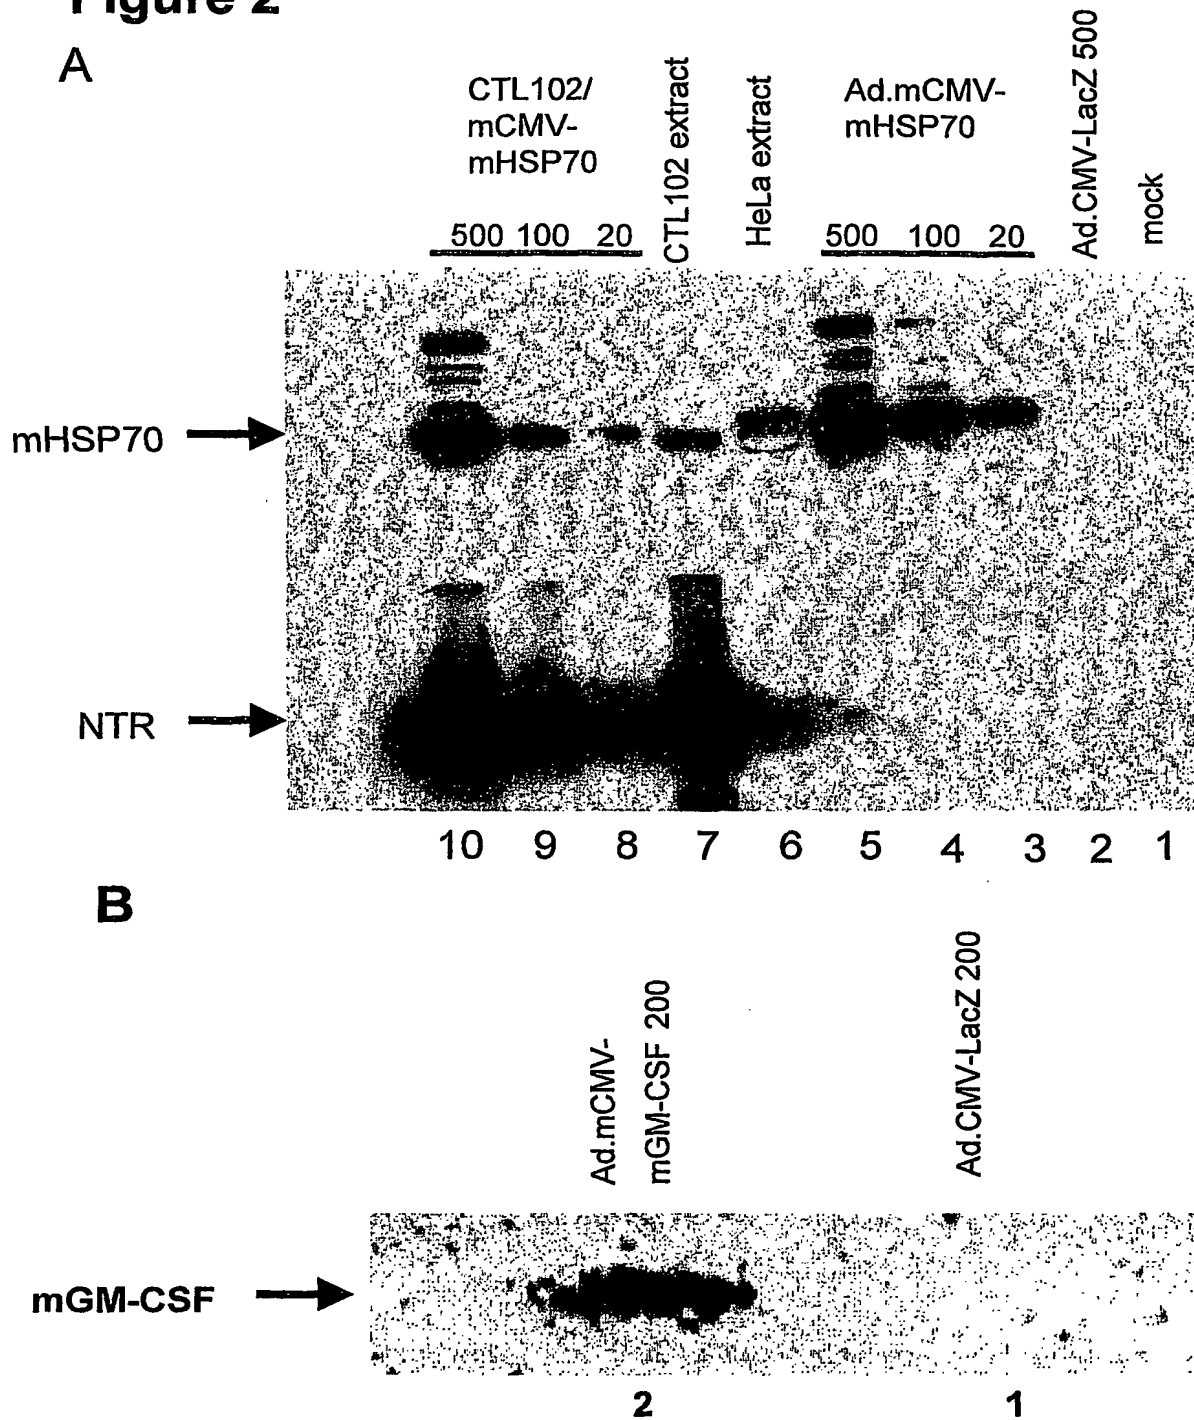 Figure 2
A
CTL102/
mCMV-
mHSP70
CTL102 extract
HeLa extract
Ad.mCMV-
mHSP70
Ad.CMV-LacZ 500
mock
500 100 20
500 100 20
mHSP70
NTR
10 9 8 7 6 5 4 3 2 1
B
Ad.mCMV-
mGM-CSF 200
Ad.CMV-LacZ 200
mGM-CSF
2 1